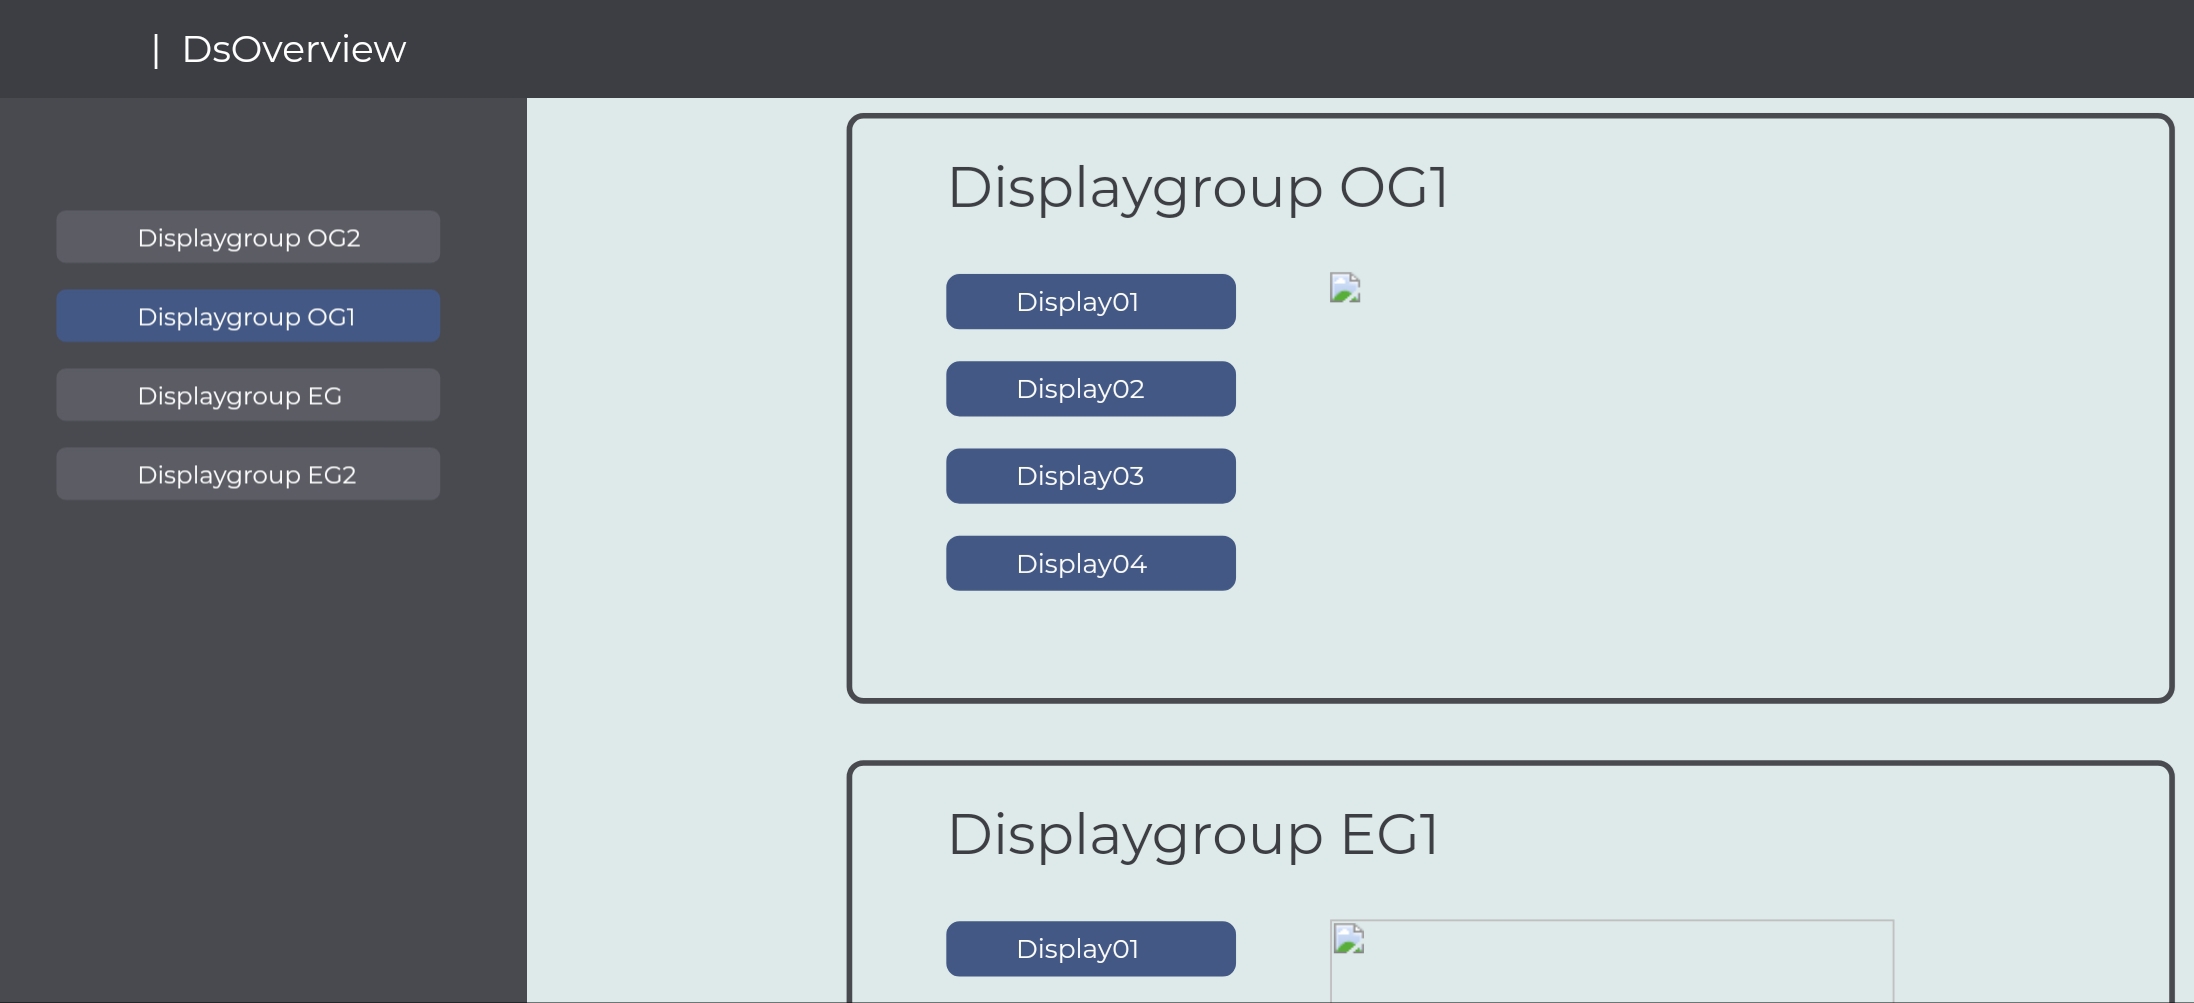 | DsOverview
Displaygroup OG2
Displaygroup OG1
Displaygroup EG
Displaygroup EG2
Displaygroup OG1
Display01
Display02
Display03
Display04
Displaygroup EG1
Display01